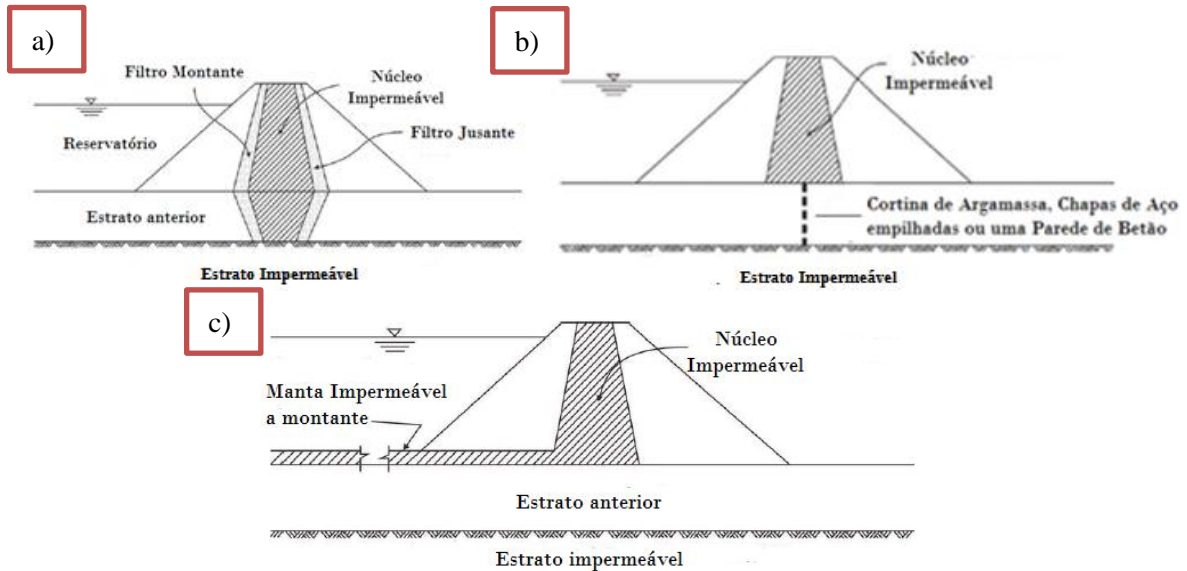 a)
Filtro Montante
Núcleo
Impermeável
Filtro Jusante
Reservatório
Estrato anterior
Estrato Impermeável
b)
Núcleo
Impermeável
Cortina de Argamassa, Chapas de Aço
empilhadas ou uma Parede de Betão
Estrato Impermeável
c)
Núcleo
Impermeável
Manta Impermeável
a montante
Estrato anterior
Estrato impermeável